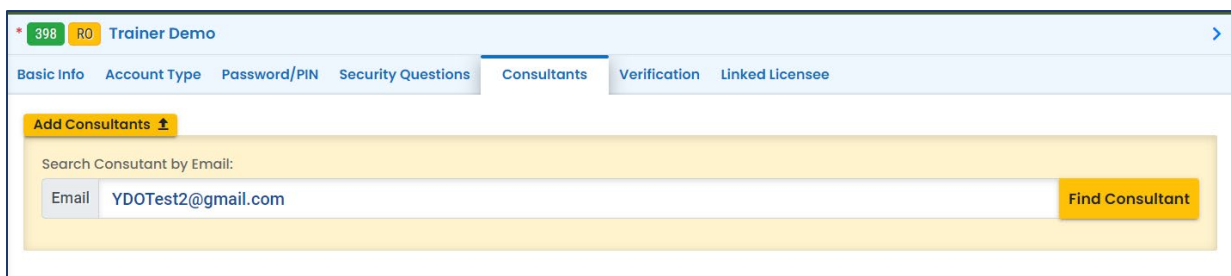 * 398 RO Trainer Demo
Basic Info Account Type Password/PIN Security Questions Consultants Verification Linked Licensee
Add Consultants
Search Consutant by Email:
Email YDOTest2@gmail.com Find Consultant